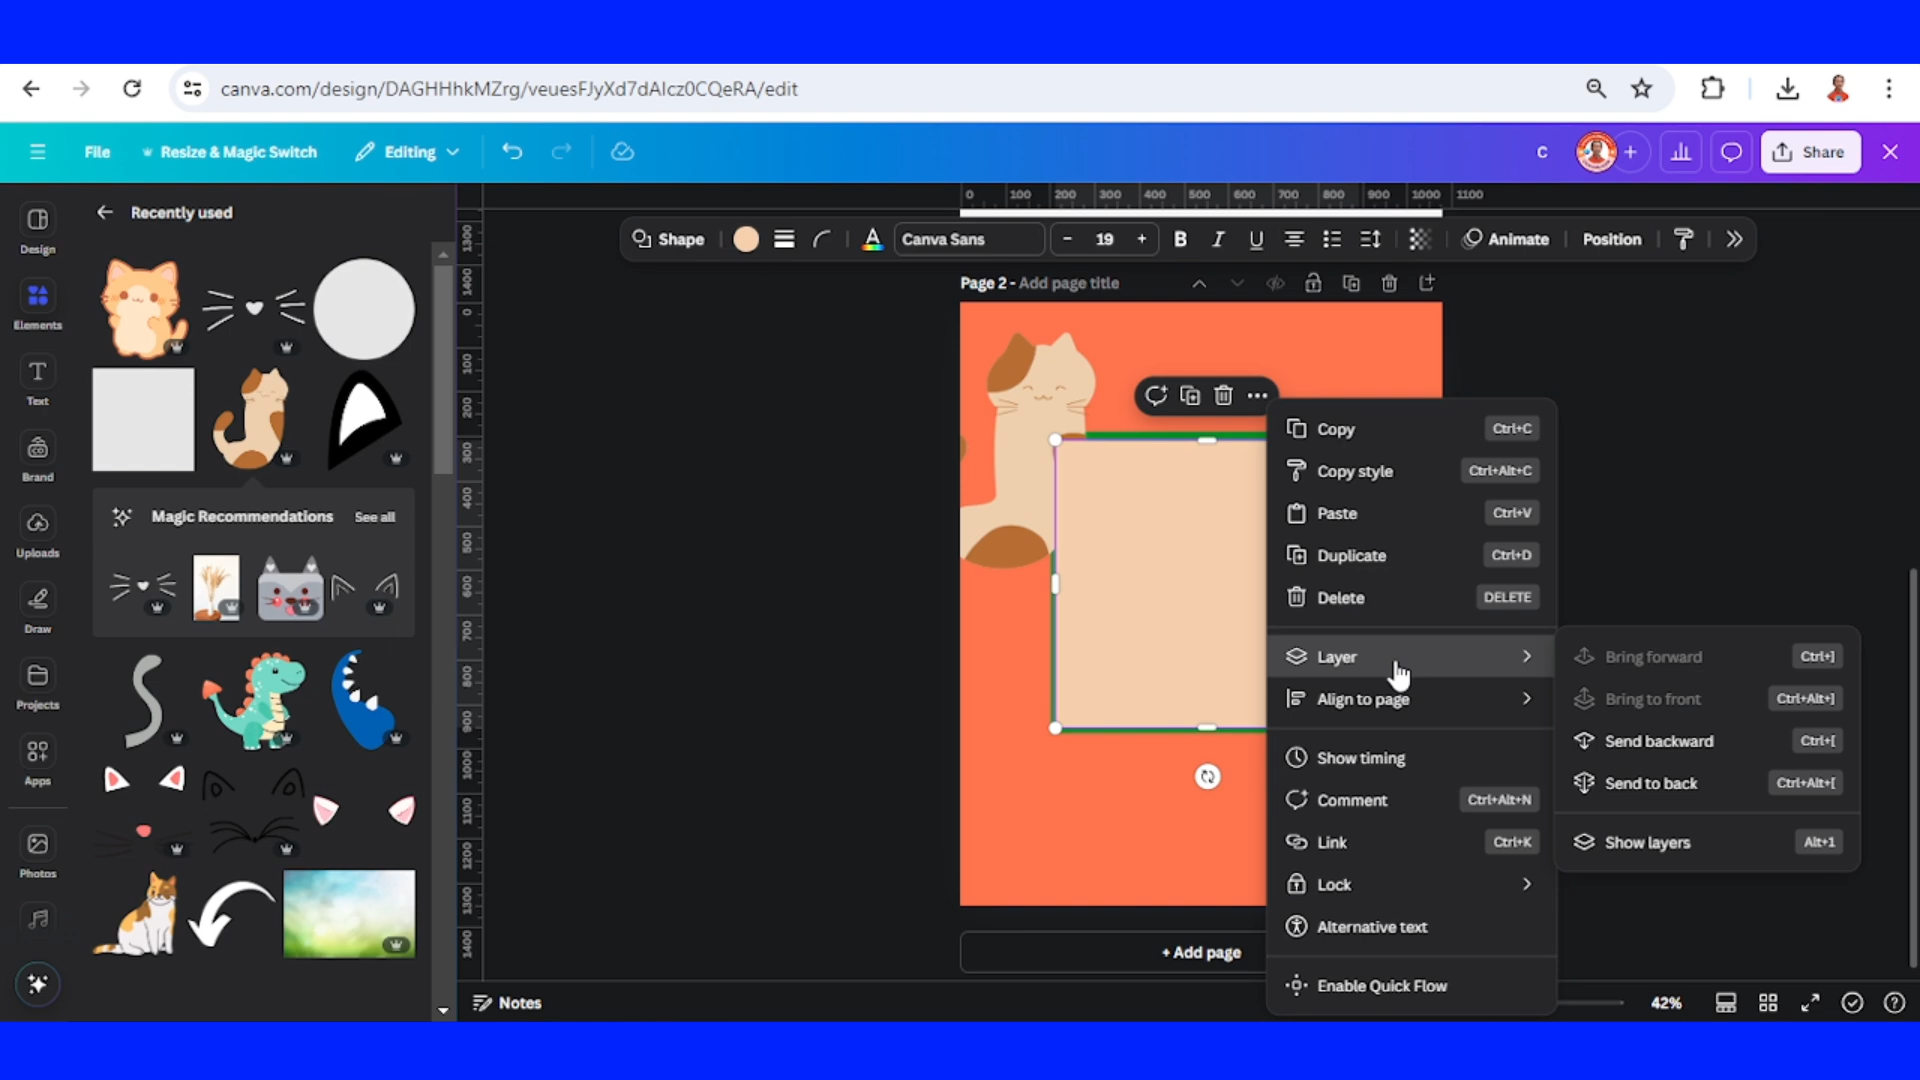 canva.com/design/DAGHHhkMZrg/veuesFJyXd7dAlcz0CQeRA/edit
File Resize & Magic Switch Editing C Share
Recently used
Design
Elements
Text
Brand
Uploads
Draw
Projects
Apps
Photos
Magic Recommendations See all
0 100 200 300 400 500 600 700 800 900 1000 1100
Shape Canva Sans - 19 + B I U Animate Position
Page 2 - Add page title
1300
1400
0
100
200
300
400
500
600
700
800
900
1000
1100
1200
1300
1400
Copy Ctrl+C
Copy style Ctrl+Alt+C
Paste Ctrl+V
Duplicate Ctrl+D
Delete DELETE
Layer
Align to page
Show timing
Comment Ctrl+Alt+N
Link Ctrl+K
Lock
Alternative text
Enable Quick Flow
Bring forward Ctrl+]
Bring to front Ctrl+Alt+]
Send backward Ctrl+[
Send to back Ctrl+Alt+[
Show layers Alt+1
+ Add page
Notes 42%